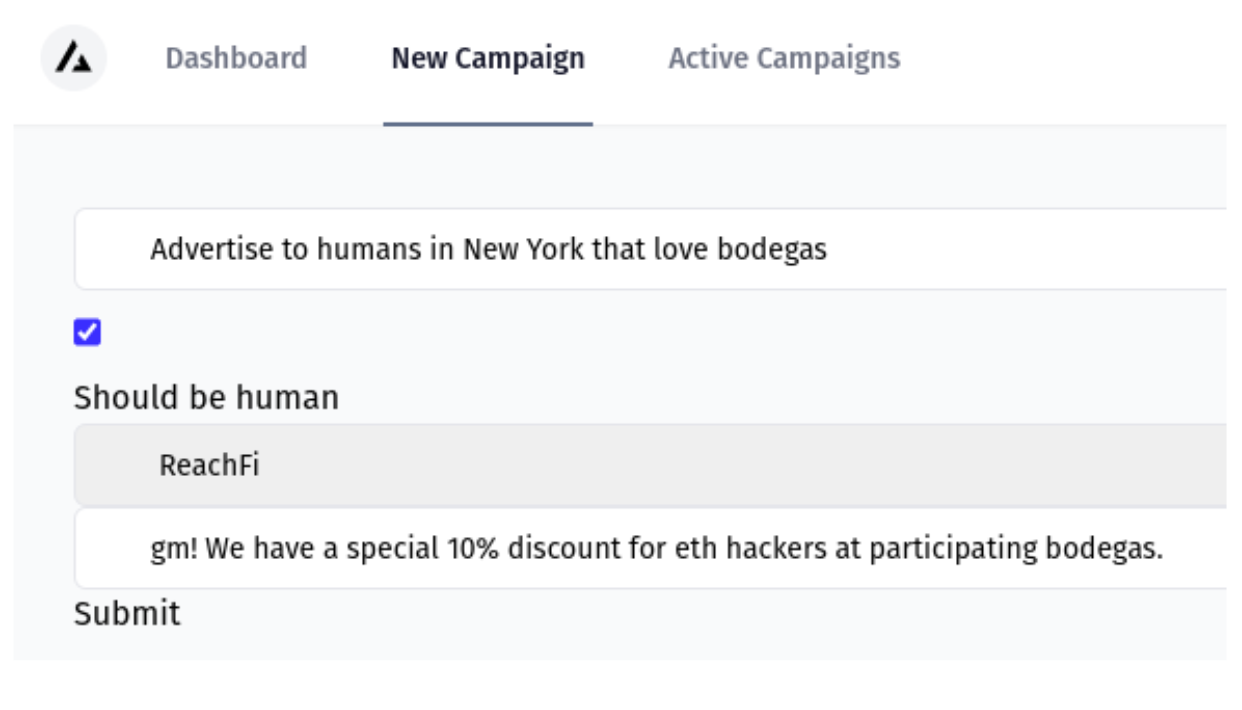 Dashboard New Campaign Active Campaigns
Advertise to humans in New York that love bodegas
Should be human
ReachFi
gm! We have a special 10% discount for eth hackers at participating bodegas.
Submit